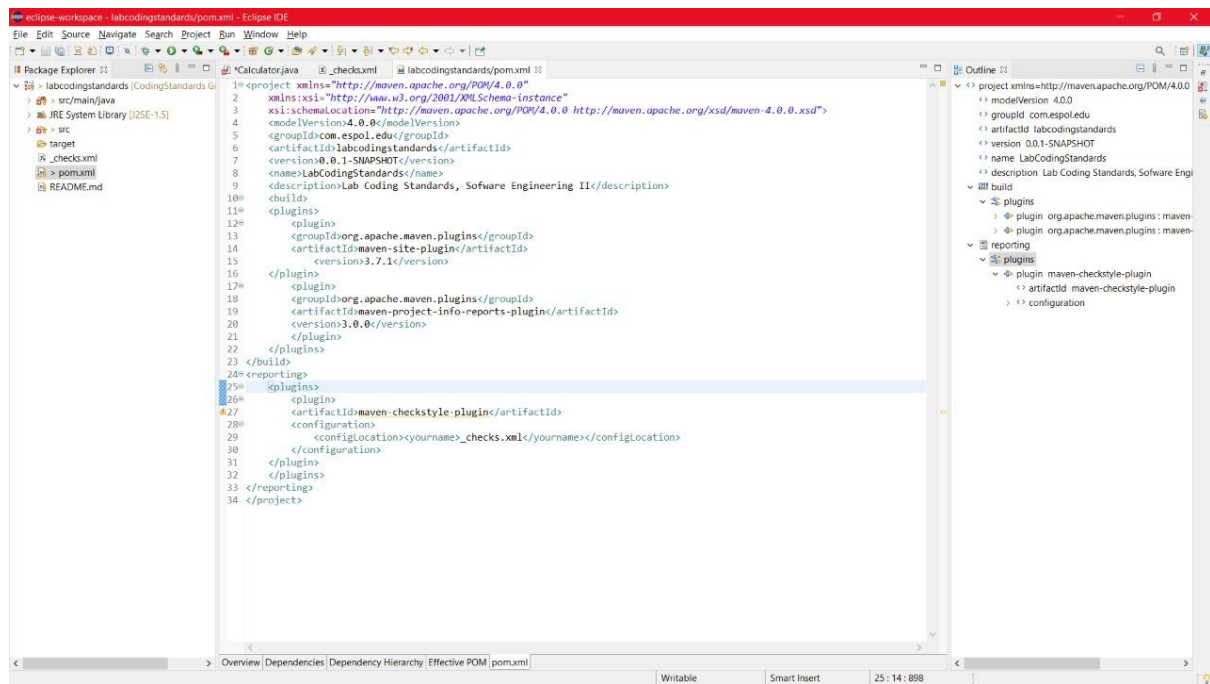 eclipse-workspace - labcodingstandards/pom.xml - Eclipse IDE
File Edit Source Navigate Search Project Run Window Help
Package Explorer
> labcodingstandards [CodingStandards G
> src/main/java
JRE System Library [J2SE-1.5]
> src
target
_checks.xml
> pom.xml
README.md
*Calculator.java _checks.xml labcodingstandards/pom.xml
1 <project xmlns="http://maven.apache.org/POM/4.0.0"
2 xmlns:xsi="http://www.w3.org/2001/XMLSchema-instance"
3 xsi:schemaLocation="http://maven.apache.org/POM/4.0.0 http://maven.apache.org/xsd/maven-4.0.0.xsd">
4 <modelVersion>4.0.0</modelVersion>
5 <groupId>com.espol.edu</groupId>
6 <artifactId>labcodingstandards</artifactId>
7 <version>0.0.1-SNAPSHOT</version>
8 <name>LabCodingStandards</name>
9 <description>Lab Coding Standards, Sofware Engineering II</description>
10 <build>
11 <plugins>
12 <plugin>
13 <groupId>org.apache.maven.plugins</groupId>
14 <artifactId>maven-site-plugin</artifactId>
15 <version>3.7.1</version>
16 </plugin>
17 <plugin>
18 <groupId>org.apache.maven.plugins</groupId>
19 <artifactId>maven-project-info-reports-plugin</artifactId>
20 <version>3.0.0</version>
21 </plugin>
22 </plugins>
23 </build>
24 <reporting>
25 <plugins>
26 <plugin>
27 <artifactId>maven-checkstyle-plugin</artifactId>
28 <configuration>
29 <configLocation><yourname>_checks.xml</yourname></configLocation>
30 </configuration>
31 </plugin>
32 </plugins>
33 </reporting>
34 </project>
Overview Dependencies Dependency Hierarchy Effective POM pom.xml
Outline
project xmlns=http://maven.apache.org/POM/4.0.0
modelVersion 4.0.0
groupId com.espol.edu
artifactId labcodingstandards
version 0.0.1-SNAPSHOT
name LabCodingStandards
description Lab Coding Standards, Sofware Engi
build
plugins
plugin org.apache.maven.plugins : maven-
plugin org.apache.maven.plugins : maven-
reporting
plugins
plugin maven-checkstyle-plugin
artifactId maven-checkstyle-plugin
configuration
Writable Smart Insert 25 : 14 : 898